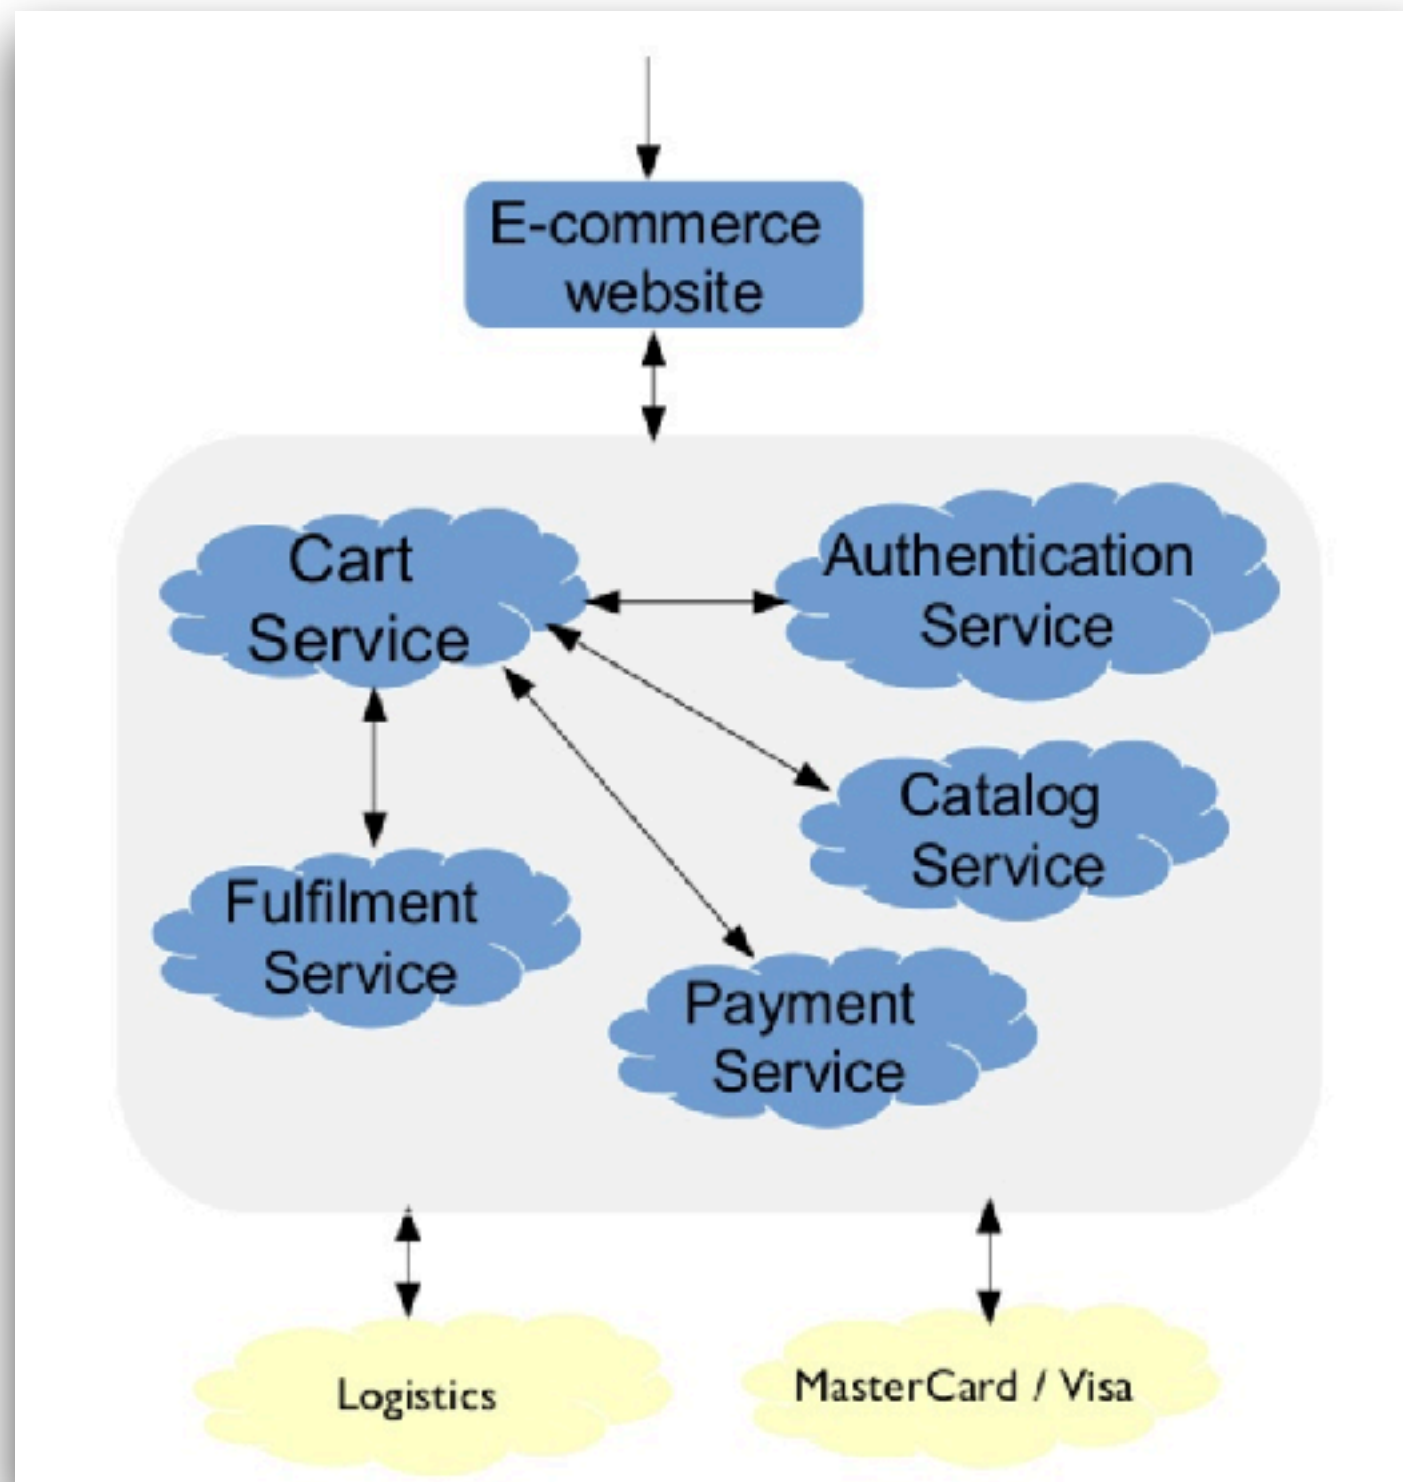 E-commerce
website
Cart
Service
Authentication
Service
Catalog
Service
Fulfilment
Service
Payment
Service
Logistics
MasterCard / Visa